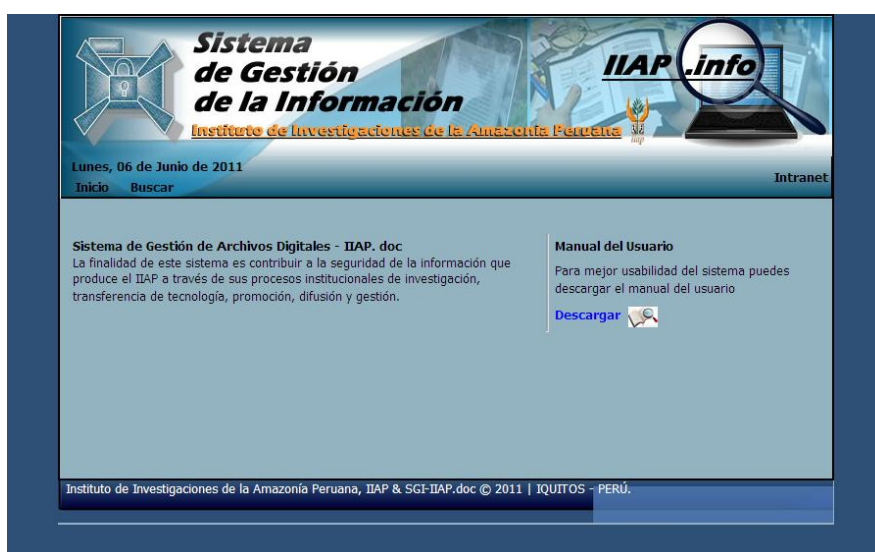 Sistema
de Gestión
de la Información
IIAP .info
Instituto de Investigaciones de la Amazonía Peruana
iiap
Lunes, 06 de Junio de 2011
Inicio Buscar
Intranet
Sistema de Gestión de Archivos Digitales - IIAP. doc
La finalidad de este sistema es contribuir a la seguridad de la información que
produce el IIAP a través de sus procesos institucionales de investigación,
transferencia de tecnología, promoción, difusión y gestión.
Manual del Usuario
Para mejor usabilidad del sistema puedes
descargar el manual del usuario
Descargar
Instituto de Investigaciones de la Amazonía Peruana, IIAP & SGI-IIAP.doc © 2011 | IQUITOS - PERÚ.